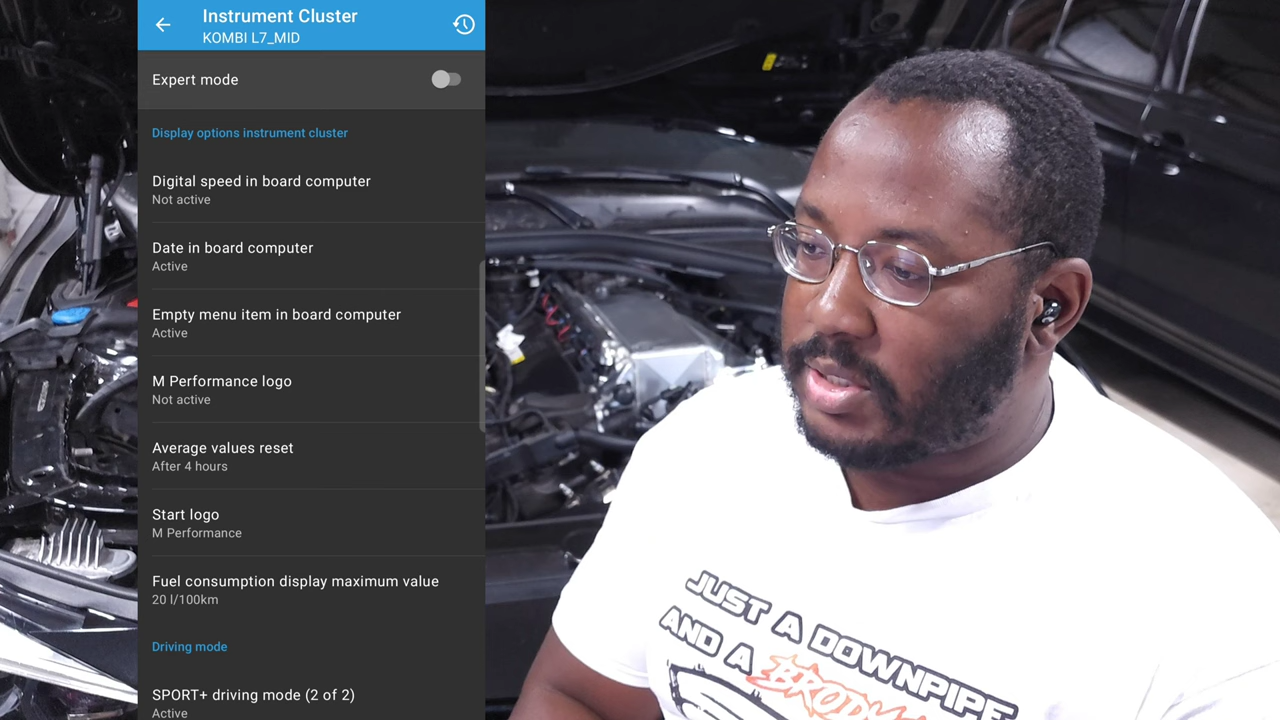 Instrument Cluster
KOMBI L7_MID
Expert mode
Display options instrument cluster
Digital speed in board computer
Not active
Date in board computer
Active
Empty menu item in board computer
Active
M Performance logo
Not active
Average values reset
After 4 hours
Start logo
M Performance
Fuel consumption display maximum value
20 l/100km
Driving mode
SPORT+ driving mode (2 of 2)
Active
JUST A DOWNPIPE
AND A